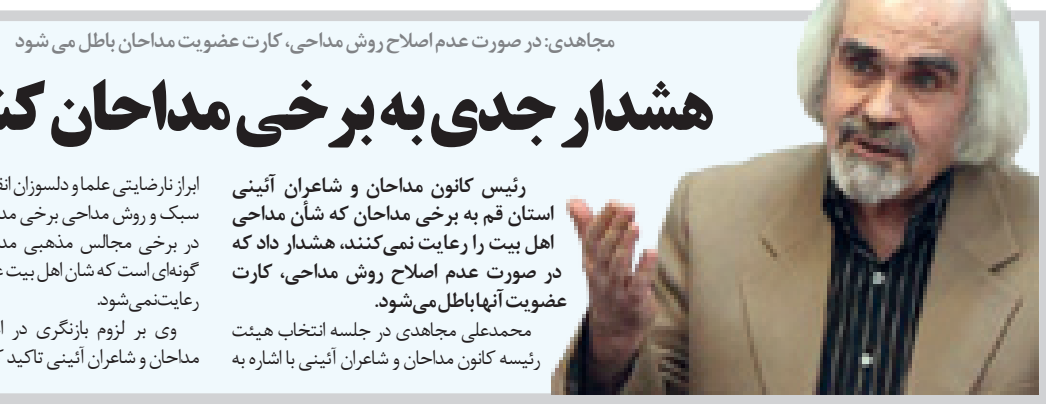 مجاهدی: در صورت عدم اصلاح روش مداحی، کارت عضویت مداحان باطل می شود
هشدار جدی به برخی مداحان
رئیس کانون مداحان و شاعران آئینی
استان قم به برخی مداحان که شأن مداحی
اهل بیت را رعایت نمی‌کنند، هشدار داد که
در صورت عدم اصلاح روش مداحی، کارت
عضویت آنها باطل می‌شود.
محمدعلی مجاهدی در جلسه انتخاب هیئت
رئیسه کانون مداحان و شاعران آئینی با اشاره به
ابراز نارضایتی علما و دلسوزان
سبک و روش مداحی برخی
در برخی مجالس مذهبی
گونه‌ای است که شان اهل بیت
رعایت نمی‌شود.
وی بر لزوم بازنگری در
مداحان و شاعران آئینی تاکید